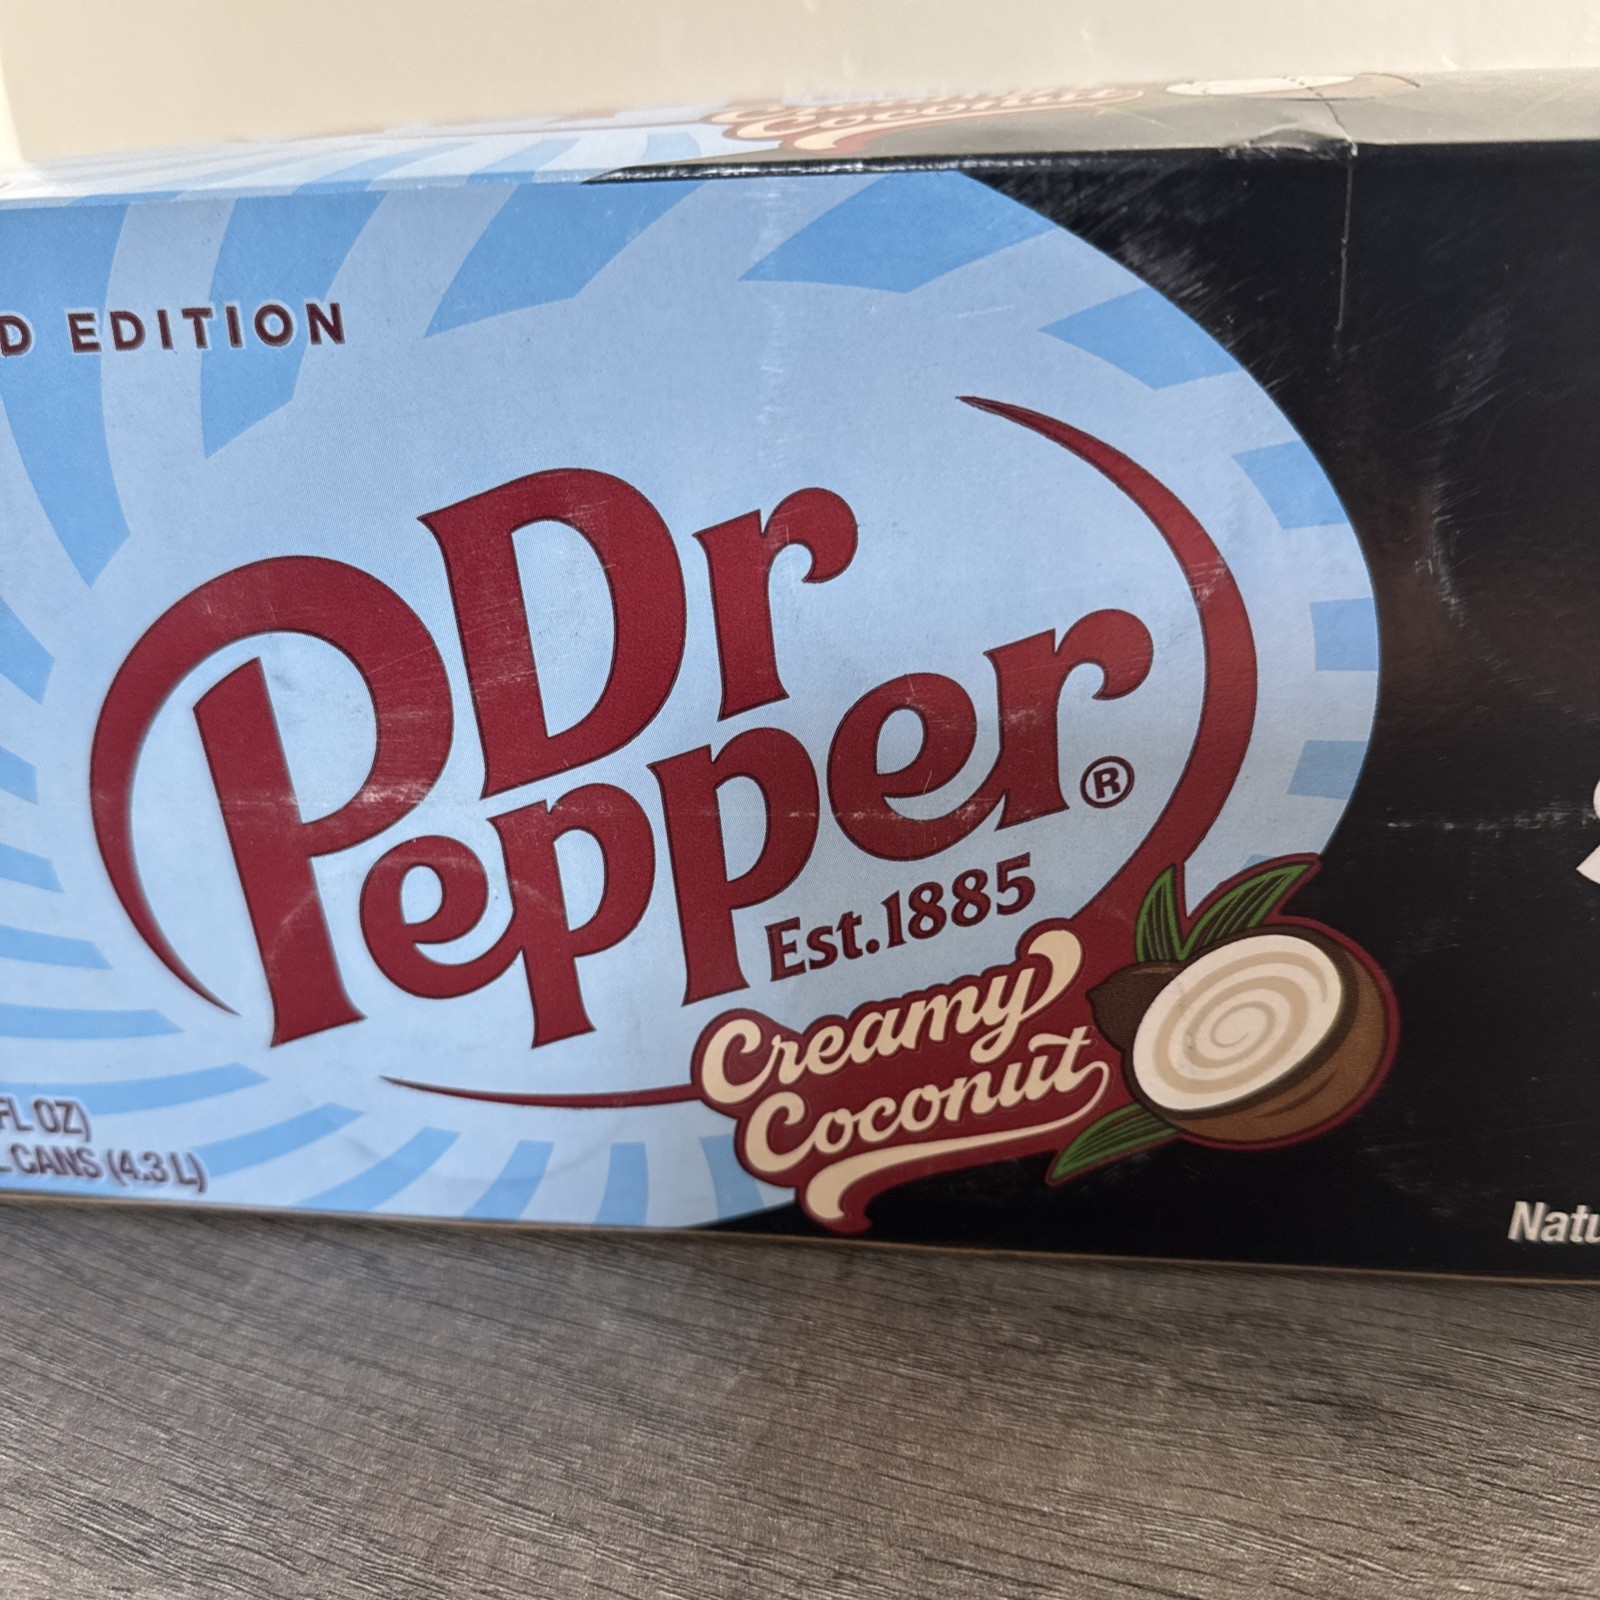 D EDITION
Dr
Pepper®
Est.1885
Creamy
Coconut
FL OZ)
L CANS (4.3 L)
Natu